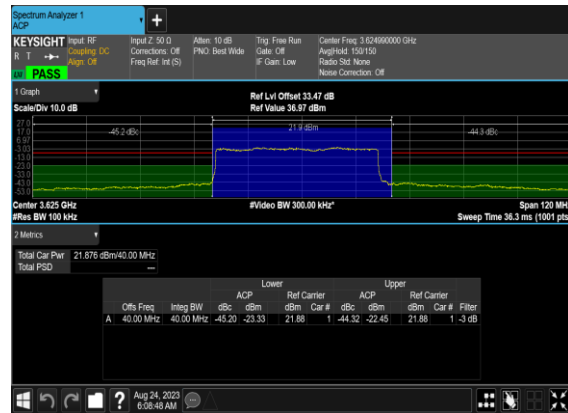 Spectrum Analyzer 1
ACP
+
KEYSIGHT Input: RF Input Z: 50 Ω Atten: 10 dB Trig: Free Run Center Freq: 3.624990000 GHz
R T Coupling: DC Corrections: Off PNO: Best Wide Gate: Off Avg|Hold: 150/150
Align: Off Freq Ref: Int (S) IF Gain: Low Radio Std: None
PASS Noise Correction: Off
1 Graph
Ref Lvl Offset 33.47 dB
Scale/Div 10.0 dB Ref Value 36.97 dBm
27.0
17.0 -45.2 dBc 21.9 dBm -44.3 dBc
6.97
-3.03
-13.0
-23.0
-33.0
-43.0
-53.0
Center 3.625 GHz #Video BW 300.00 kHz* Span 120 MH
#Res BW 100 kHz Sweep Time 36.3 ms (1001 pts
2 Metrics
Total Car Pwr 21.876 dBm/40.00 MHz
Total PSD ---
Lower Upper
ACP Ref Carrier ACP Ref Carrier
Offs Freq Integ BW dBc dBm dBm Car # dBc dBm dBm Car # Filter
A 40.00 MHz 40.00 MHz -45.20 -23.33 21.88 1 -44.32 -22.45 21.88 1 -3 dB
?
Aug 24, 2023
6:08:48 AM